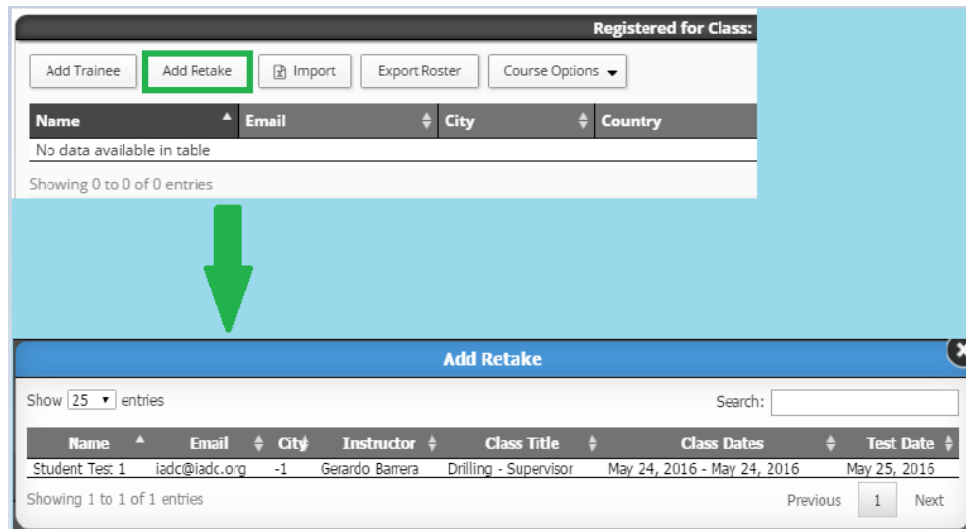 Registered for Class:
Add Trainee Add Retake Import Export Roster Course Options
Name Email City Country
No data available in table
Showing 0 to 0 of 0 entries
Add Retake
Show 25 entries Search:
Name Email City Instructor Class Title Class Dates Test Date
Student Test 1 iadc@iadc.org -1 Gerardo Barrera Drilling - Supervisor May 24, 2016 - May 24, 2016 May 25, 2016
Showing 1 to 1 of 1 entries
Previous 1 Next